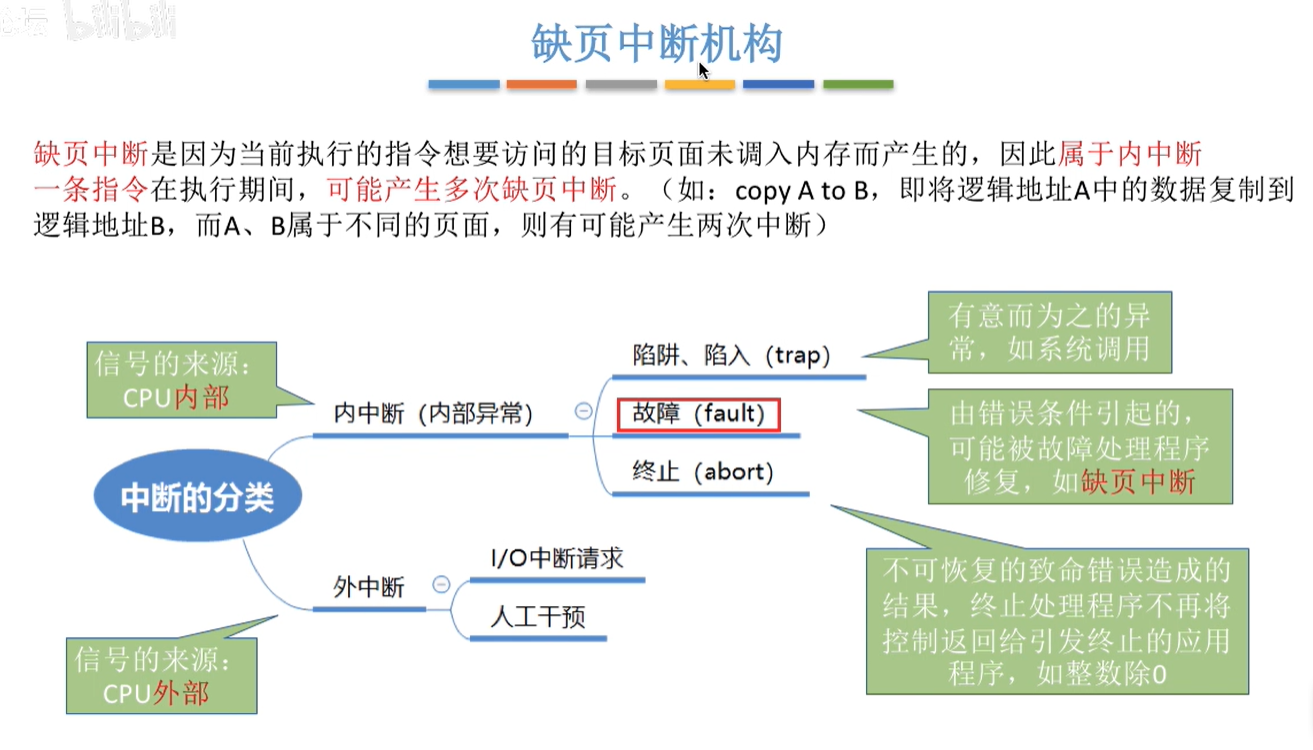 bilibili
缺页中断机构
缺页中断是因为当前执行的指令想要访问的目标页面未调入内存而产生的，因此属于内中断
一条指令在执行期间，可能产生多次缺页中断。（如：copy A to B，即将逻辑地址A中的数据复制到
逻辑地址B，而A、B属于不同的页面，则有可能产生两次中断）
信号的来源：
CPU内部
中断的分类
内中断（内部异常）
陷阱、陷入（trap）
有意而为之的异
常，如系统调用
故障（fault）
由错误条件引起的，
可能被故障处理程序
修复，如缺页中断
终止（abort）
不可恢复的致命错误造成的
结果，终止处理程序不再将
控制返回给引发终止的应用
程序，如整数除0
外中断
I/O中断请求
人工干预
信号的来源：
CPU外部